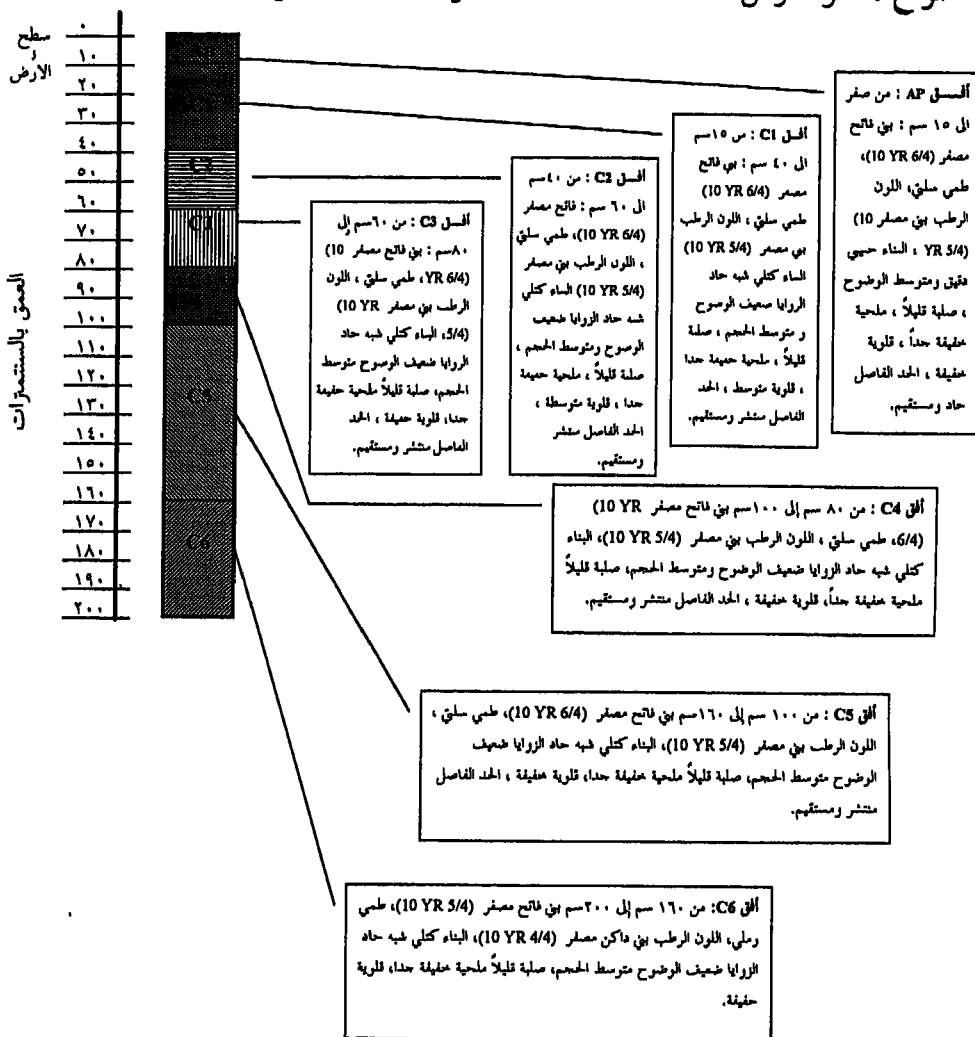 سطح
الارض
٠
١٠
٢٠
٣٠
٤٠
٥٠
٦٠
٧٠
٨٠
٩٠
١٠٠
١١٠
١٢٠
١٣٠
١٤٠
١٥٠
١٦٠
١٧٠
١٨٠
١٩٠
٢٠٠
العمق بالسنتمترات
C5
C6
أفسق AP : من صفر
الى ١٥ سم : بني فاتح
مصفر (10 YR 6/4)،
طمي سلتي، اللون
الرطب بني مصفر (10
YR 5/4) ، البناء حبيبي
دقيق ومتوسط الوضوح
، صلبة قليلاً ، ملحية
خفيفة جداً ، قلوية
خفيفة ، الحد الفاصل
حاد ومستقيم.
أفسق C1 : من ١٥سم
الى ٤٠ سم : بني فاتح
مصفر (10 YR 6/4)
طمي سلتي ، اللون الرطب
بني مصفر (10 YR 5/4)
البناء كتلي شبه حاد
الزوايا ضعيف الوضوح
و متوسط الحجم ، صلبة
قليلاً ، ملحية خفيفة جدا
، قلوية متوسط ، الحد
الفاصل منتشر ومستقيم.
أفسق C2 : من ٤٠سم
الى ٦٠ سم : فاتح مصفر
(10 YR 6/4)، طمي سلتي
، اللون الرطب بني مصفر
(10 YR 5/4) البناء كتلي
شبه حاد الزوايا ضعيف
الوضوح ومتوسط الحجم ،
صلبة قليلاً ، ملحية خفيفة
جدا ، قلوية متوسطة ،
الحد الفاصل منتشر
ومستقيم.
أفسق C3 : من ٦٠سم إلى
٨٠سم : بني فاتح مصفر (10
YR 6/4)، طمي سلتي ، اللون
الرطب بني مصفر (10 YR
5/4)، البناء كتلي شبه حاد
الزوايا ضعيف الوضوح متوسط
الحجم، صلبة قليلاً ملحية خفيفة
جدا، قلوية خفيفة ، الحد
الفاصل منتشر ومستقيم.
أفق C4 : من ٨٠ سم إلى ١٠٠سم بني فاتح مصفر (10 YR
6/4)، طمي سلتي ، اللون الرطب بني مصفر (10 YR 5/4)، البناء
كتلي شبه حاد الزوايا ضعيف الوضوح ومتوسط الحجم، صلبة قليلاً
ملحية خفيفة جداً، قلوية خفيفة ، الحد الفاصل منتشر ومستقيم.
أفق C5 : من ١٠٠ سم إلى ١٦٠سم بني فاتح مصفر (10 YR 6/4)، طمي سلتي ،
اللون الرطب بني مصفر (10 YR 5/4)، البناء كتلي شبه حاد الزوايا ضعيف
الوضوح متوسط الحجم، صلبة قليلاً ملحية خفيفة جدا، قلوية خفيفة ، الحد الفاصل
منتشر ومستقيم.
أفق C6: من ١٦٠ سم إلى ٢٠٠سم بني فاتح مصفر (10 YR 5/4)، طمي
رملي، اللون الرطب بني داكن مصفر (10 YR 4/4)، البناء كتلي شبه حاد
الزوايا ضعيف الوضوح متوسط الحجم، صلبة قليلاً ملحية خفيفة جدا، قلوية
خفيفة.